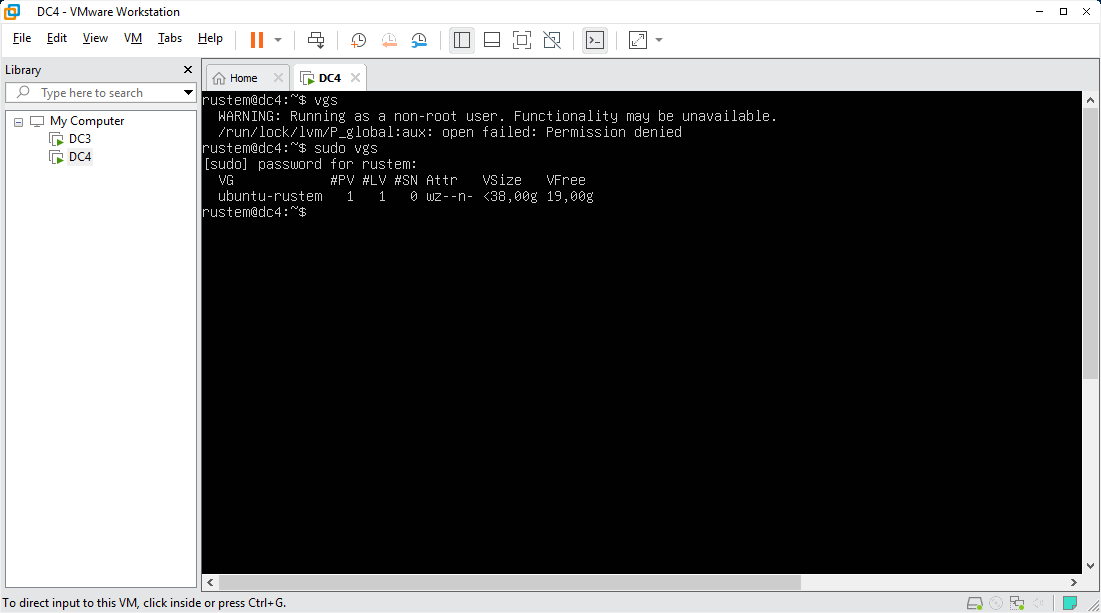 DC4 - VMware Workstation
File Edit View VM Tabs Help
Library
Type here to search
My Computer
DC3
DC4
Home
DC4
rustem@dc4:~$ vgs
WARNING: Running as a non-root user. Functionality may be unavailable.
/run/lock/lvm/P_global:aux: open failed: Permission denied
rustem@dc4:~$ sudo vgs
[sudo] password for rustem:
VG #PV #LV #SN Attr VSize VFree
ubuntu-rustem 1 1 0 wz--n- <38,00g 19,00g
rustem@dc4:~$
To direct input to this VM, click inside or press Ctrl+G.